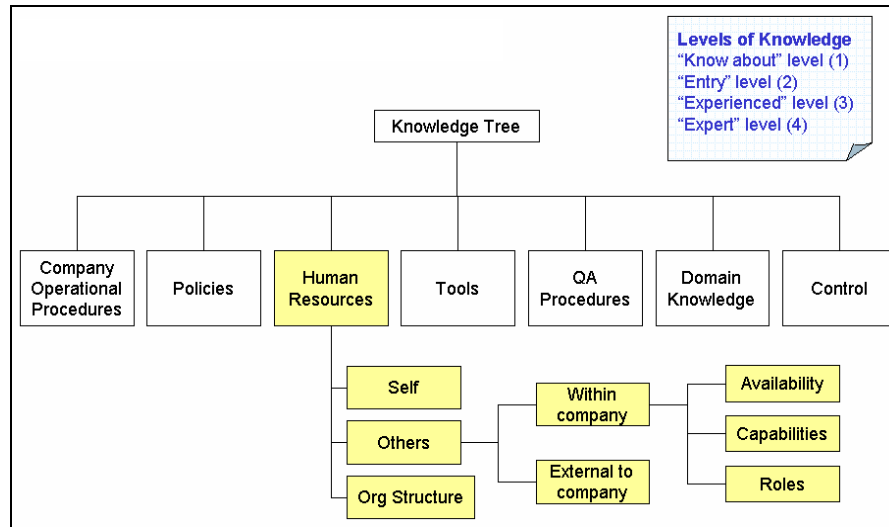 Levels of Knowledge
“Know about” level (1)
“Entry” level (2)
“Experienced” level (3)
“Expert” level (4)
Knowledge Tree
Company
Operational
Procedures
Policies
Human
Resources
Tools
QA
Procedures
Domain
Knowledge
Control
Self
Others
Org Structure
Within
company
External to
company
Availability
Capabilities
Roles